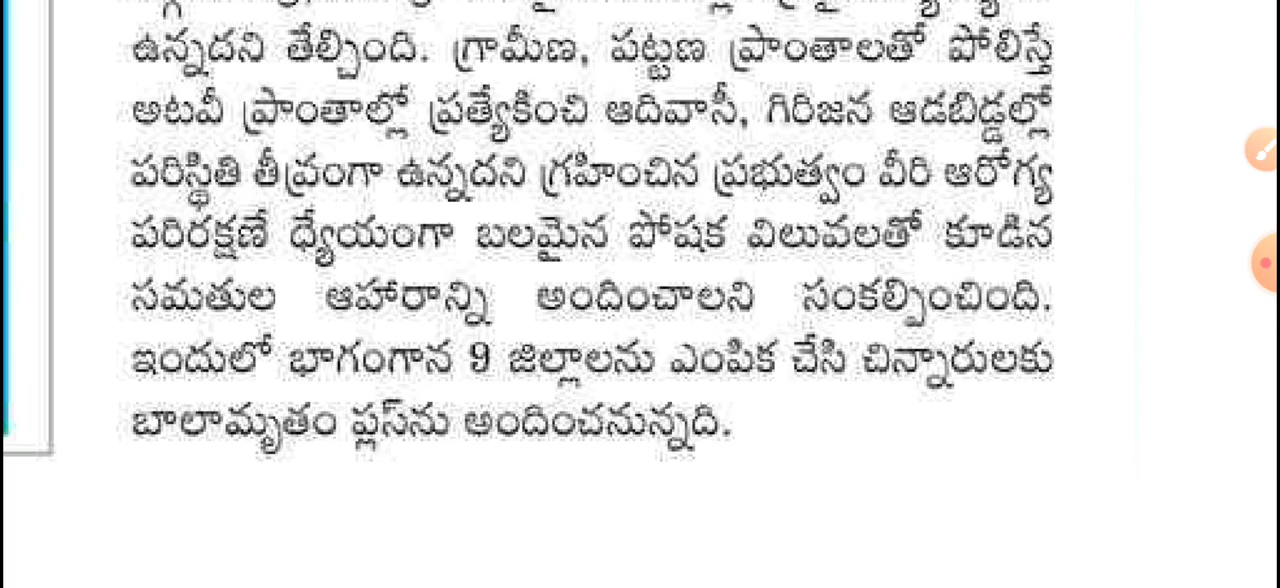 ఉన్నదని తేల్చింది. గ్రామీణ, పట్టణ ప్రాంతాలతో పోలిస్తే
అటవీ ప్రాంతాల్లో ప్రత్యేకించి ఆదివాసీ, గిరిజన ఆడబిడ్డల్లో
పరిస్థితి తీవ్రంగా ఉన్నదని గ్రహించిన ప్రభుత్వం వీరి ఆరోగ్య
పరిరక్షణే ధ్యేయంగా బలమైన పోషక విలువలతో కూడిన
సమతుల ఆహారాన్ని అందించాలని సంకల్పించింది.
ఇందులో భాగంగాన 9 జిల్లాలను ఎంపిక చేసి చిన్నారులకు
బాలామృతం ప్లస్‌ను అందించనున్నది.